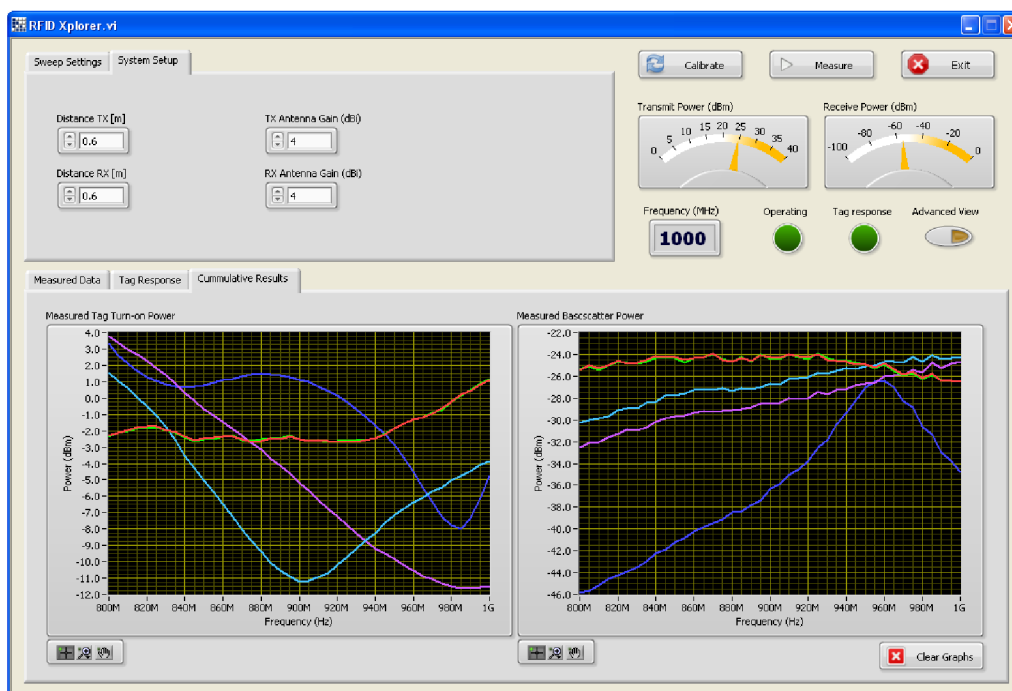 RFID Xplorer.vi
Sweep Settings System Setup
Calibrate Measure Exit
Distance TX [m] TX Antenna Gain (dBi)
0.6 4
Distance RX [m] RX Antenna Gain (dBi)
0.6 4
Transmit Power (dBm) Receive Power (dBm)
0 5 10 15 20 25 30 35 40
-100 -80 -60 -40 -20 0
Frequency (MHz) Operating Tag response Advanced View
1000
Measured Data Tag Response Cummulative Results
Measured Tag Turn-on Power
4.0
3.0
2.0
1.0
0.0
-1.0
-2.0
-3.0
-4.0
-5.0
-6.0
-7.0
-8.0
-9.0
-10.0
-11.0
-12.0
Power (dBm)
800M 820M 840M 860M 880M 900M 920M 940M 960M 980M 1G
Frequency (Hz)
Measured Bascscatter Power
-22.0
-24.0
-26.0
-28.0
-30.0
-32.0
-34.0
-36.0
-38.0
-40.0
-42.0
-44.0
-46.0
Power (dBm)
800M 820M 840M 860M 880M 900M 920M 940M 960M 980M 1G
Frequency (Hz)
Clear Graphs